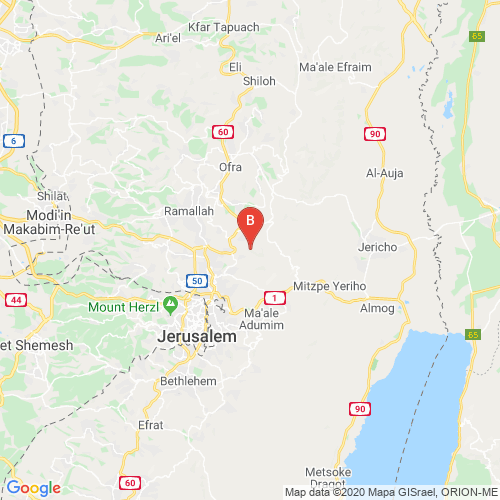 Kfar Tapuach
Ari'el
65
Eli
Ma'ale Efraim
Shiloh
60
90
6
Ofra
Al-Auja
Shilat
Ramallah
Modi'in
Makabim-Re'ut
B
Jericho
50
Mitzpe Yeriho
44
1
Mount Herzl
Almog
Ma'ale
Adumim
Jerusalem
65
et Shemesh
Bethlehem
90
Efrat
Metsoke
Dragot
60
Google
Map data ©2020 Mapa GISrael, ORION-ME